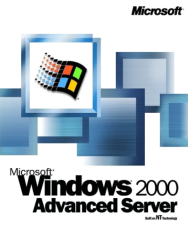 Microsoft
Microsoft
Windows 2000
Advanced Server
Built on NT Technology